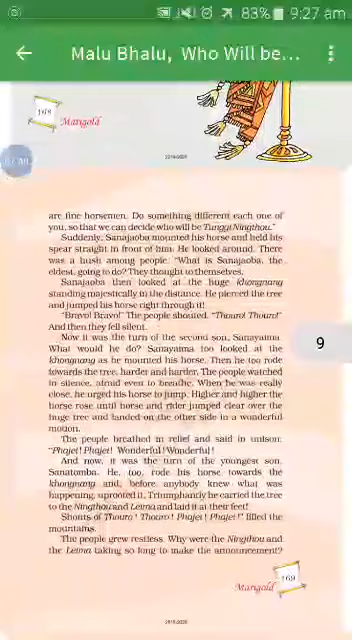 83% 9:27 am
Malu Bhalu, Who Will be...
168
Marigold
2019-2020
are fine horsemen. Do something different each one of
you, so that we can decide who will be Tunggi Ningthou."
Suddenly, Sanajaoba mounted his horse and held his
spear straight in front of him. He looked around. There
was a hush among people. "What is Sanajaoba, the
eldest, going to do? They thought to themselves.
Sanajaoba then looked at the huge khongnang
standing majestically in the distance. He pierced the tree
and jumped his horse right through it!
"Bravo! Bravo!" The people shouted. "Thouro! Thouro!"
And then they fell silent.
Now it was the turn of the second son, Sanayaima.
What would he do? Sanayaima too looked at the
khongnang as he mounted his horse. Then he too rode
towards the tree, harder and harder. The people watched
in silence, afraid even to breathe. When he was really
close, he urged his horse to jump. Higher and higher the
horse rose until horse and rider jumped clear over the
huge tree and landed on the other side in a wonderful
motion.
The people breathed in relief and said in unison.
"Phajet! Phajet! Wonderful! Wonderful!
And now, it was the turn of the youngest son,
Sanatomba. He, too, rode his horse towards the
khongnang and, before anybody knew what was
happening, uprooted it. Triumphantly he carried the tree
to the Ningthou and Leima and laid it at their feet!
Shouts of Thouro! Thouro! Phajet! Phajet!" filled the
mountains.
The people grew restless. Why were the Ningthou and
the Leima taking so long to make the announcement?
9
Marigold
169
2019-2020